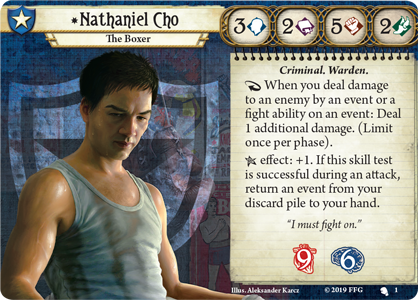 *Nathaniel Cho
The Boxer
3 2 5 2
Criminal. Warden.
When you deal damage
to an enemy by an event or a
fight ability on an event: Deal
1 additional damage. (Limit
once per phase).
effect: +1. If this skill test
is successful during an attack,
return an event from your
discard pile to your hand.
"I must fight on."
9 6
Illus. Aleksander Karcz © 2019 FFG 1